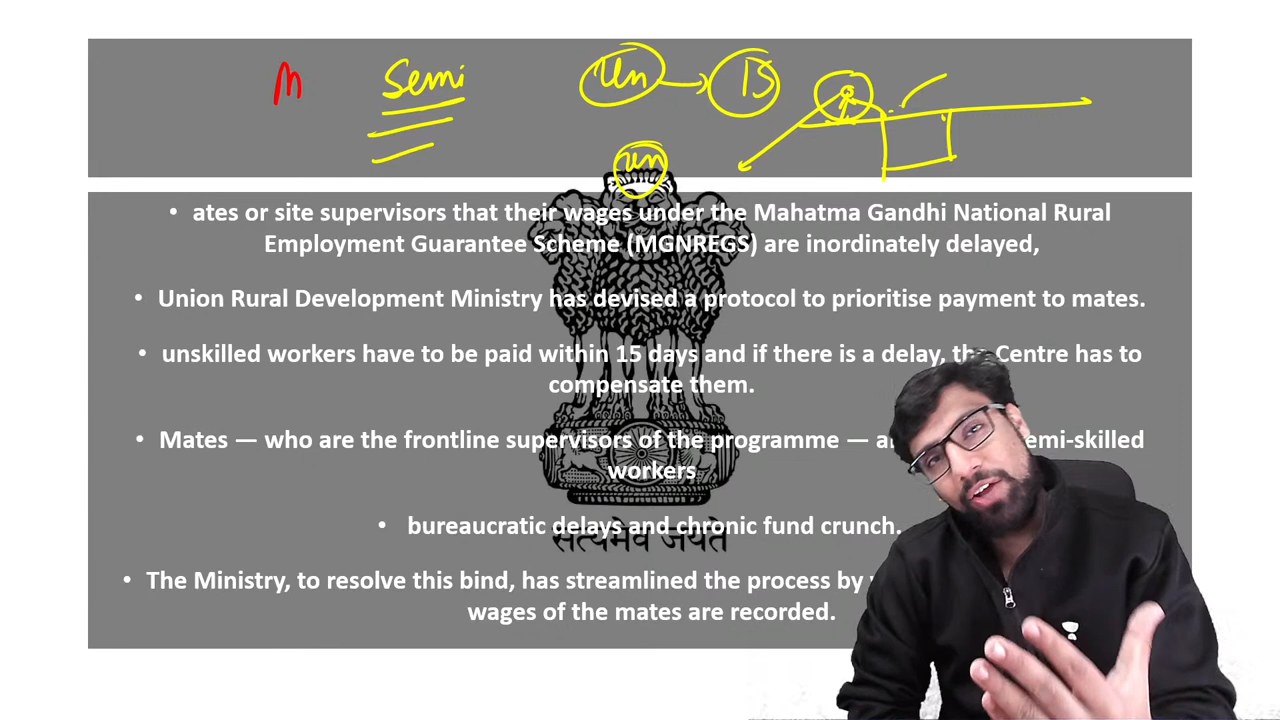 M Semi un 15
un
• ates or site supervisors that their wages under the Mahatma Gandhi National Rural
Employment Guarantee Scheme (MGNREGS) are inordinately delayed,
• Union Rural Development Ministry has devised a protocol to prioritise payment to mates.
• unskilled workers have to be paid within 15 days and if there is a delay, the Centre has to
compensate them.
• Mates — who are the frontline supervisors of the programme — emi-skilled
workers
• bureaucratic delays and chronic fund crunch.
सत्यमेव जयते
• The Ministry, to resolve this bind, has streamlined the process by
wages of the mates are recorded.